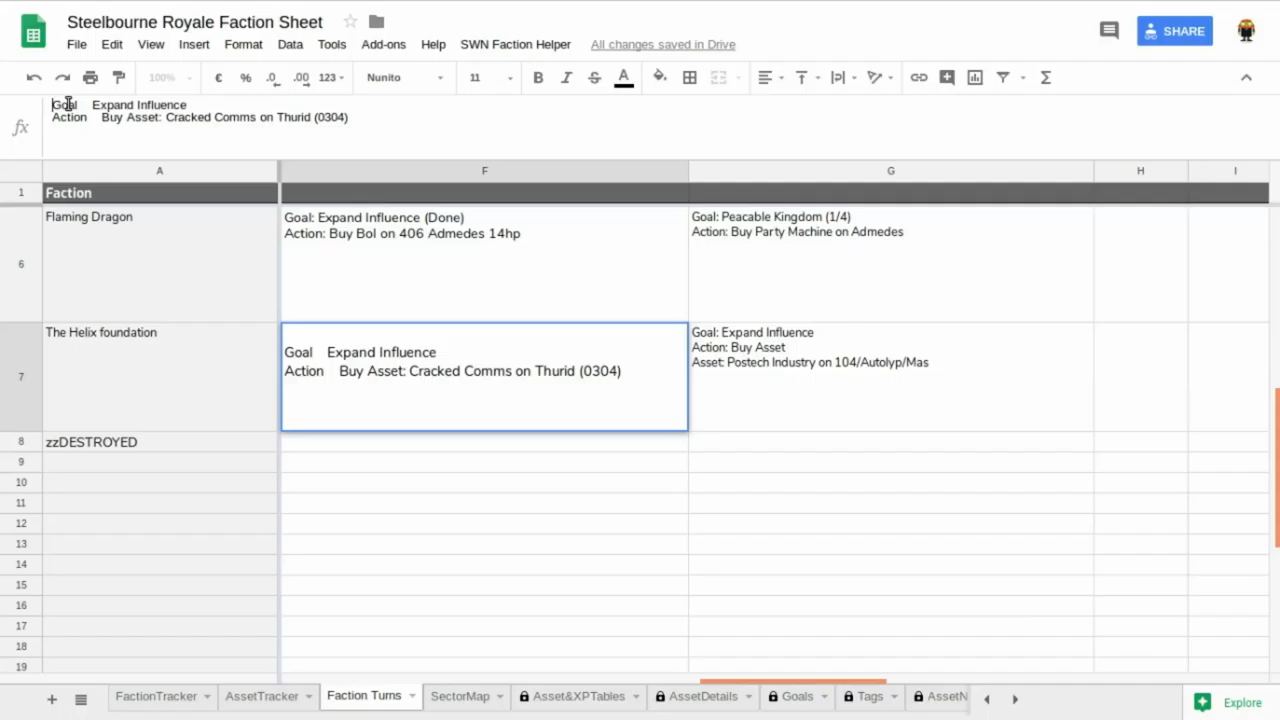 Steelbourne Royale Faction Sheet
File Edit View Insert Format Data Tools Add-ons Help SWN Faction Helper All changes saved in Drive
SHARE
100% € % .0 .00 123 Nunito 11 B I S A
fx
Goal Expand Influence
Action Buy Asset: Cracked Comms on Thurid (0304)
A F G H I
1 Faction
6 Flaming Dragon
Goal: Expand Influence (Done)
Action: Buy BoI on 406 Admedes 14hp
Goal: Peacable Kingdom (1/4)
Action: Buy Party Machine on Admedes
7 The Helix foundation
Goal Expand Influence
Action Buy Asset: Cracked Comms on Thurid (0304)
Goal: Expand Influence
Action: Buy Asset
Asset: Postech Industry on 104/Autolyp/Mas
8 zzDESTROYED
9
10
11
12
13
14
15
16
17
18
19
FactionTracker AssetTracker Faction Turns SectorMap Asset&XPTables AssetDetails Goals Tags AssetN
Explore